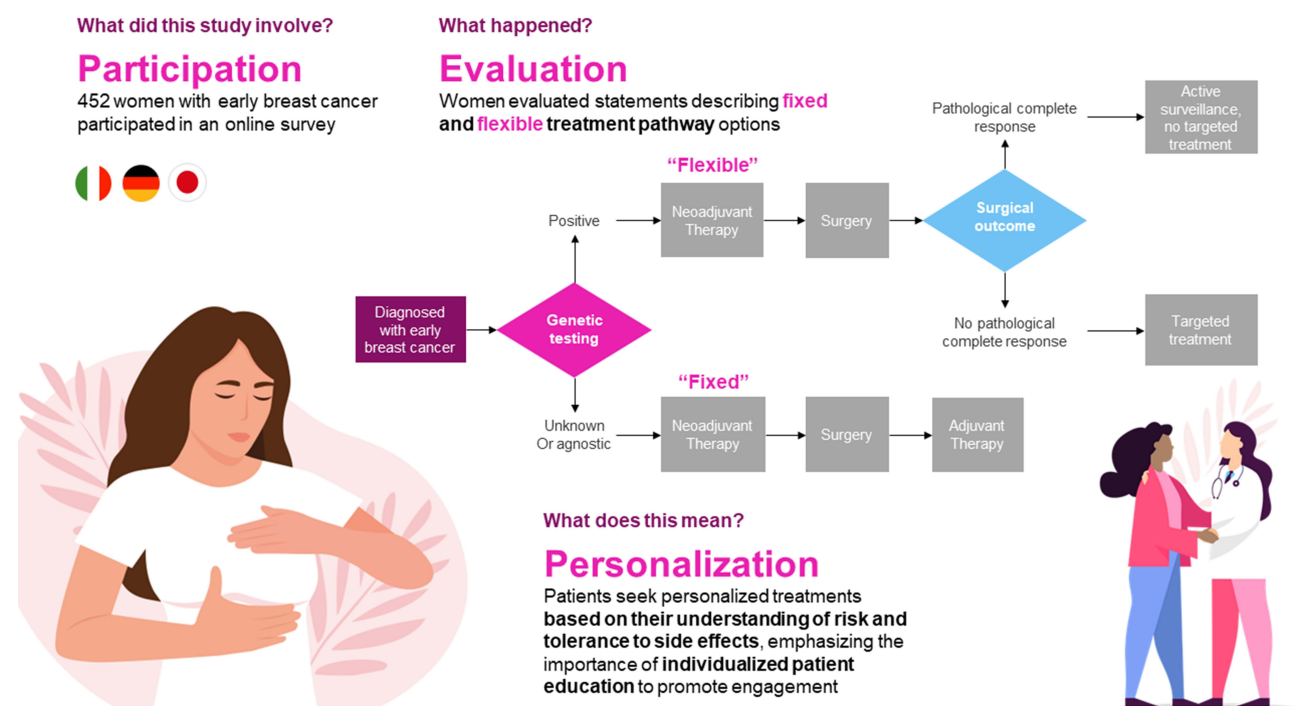 What did this study involve?
Participation
452 women with early breast cancer
participated in an online survey
What happened?
Evaluation
Women evaluated statements describing fixed
and flexible treatment pathway options
Diagnosed
with early
breast cancer
Genetic
testing
Positive
“Flexible”
Neoadjuvant
Therapy
Surgery
Surgical
outcome
Pathological complete
response
Active
surveillance,
no targeted
treatment
No pathological
complete response
Targeted
treatment
Unknown
Or agnostic
“Fixed”
Neoadjuvant
Therapy
Surgery
Adjuvant
Therapy
What does this mean?
Personalization
Patients seek personalized treatments
based on their understanding of risk and
tolerance to side effects, emphasizing the
importance of individualized patient
education to promote engagement